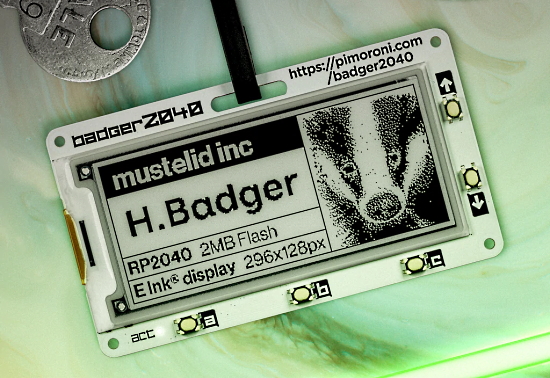 https://pimoroni.com
/badger2040
badger2040
mustelid inc
H.Badger
RP2040 2MB Flash
E Ink® display 296x128px
act
a
b
c